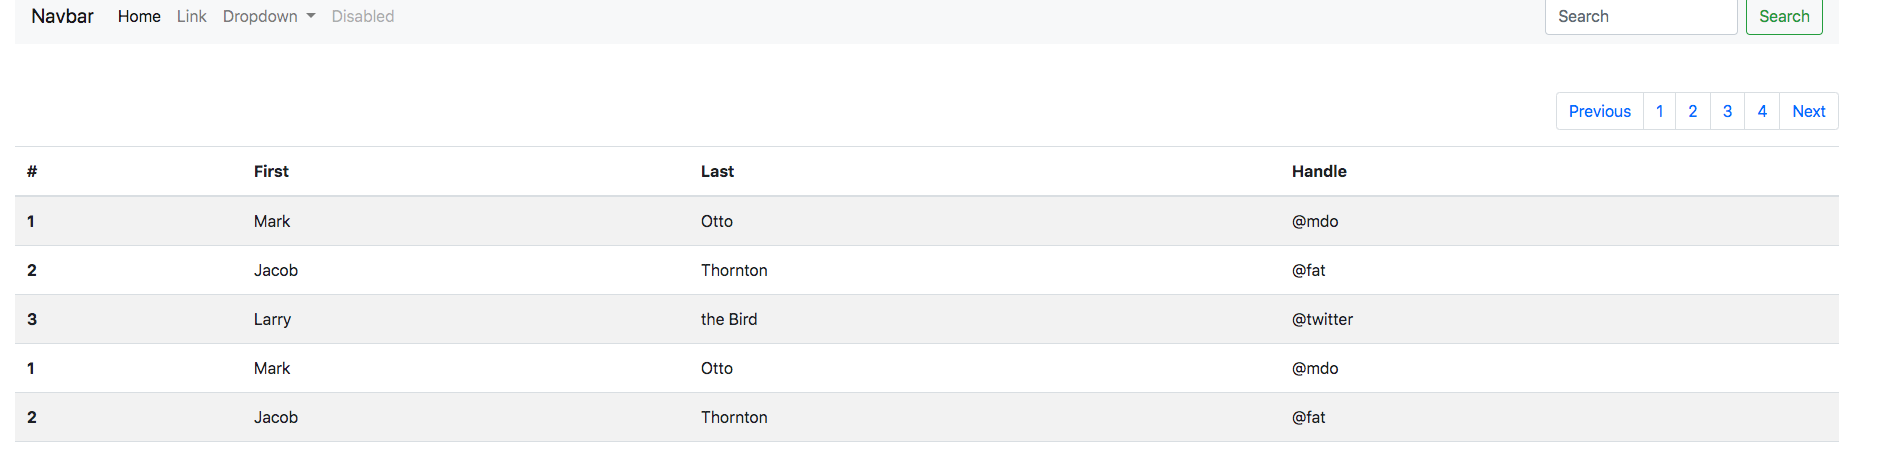 Navbar Home Link Dropdown Disabled Search Search
Previous 1 2 3 4 Next
# First Last Handle
1 Mark Otto @mdo
2 Jacob Thornton @fat
3 Larry the Bird @twitter
1 Mark Otto @mdo
2 Jacob Thornton @fat